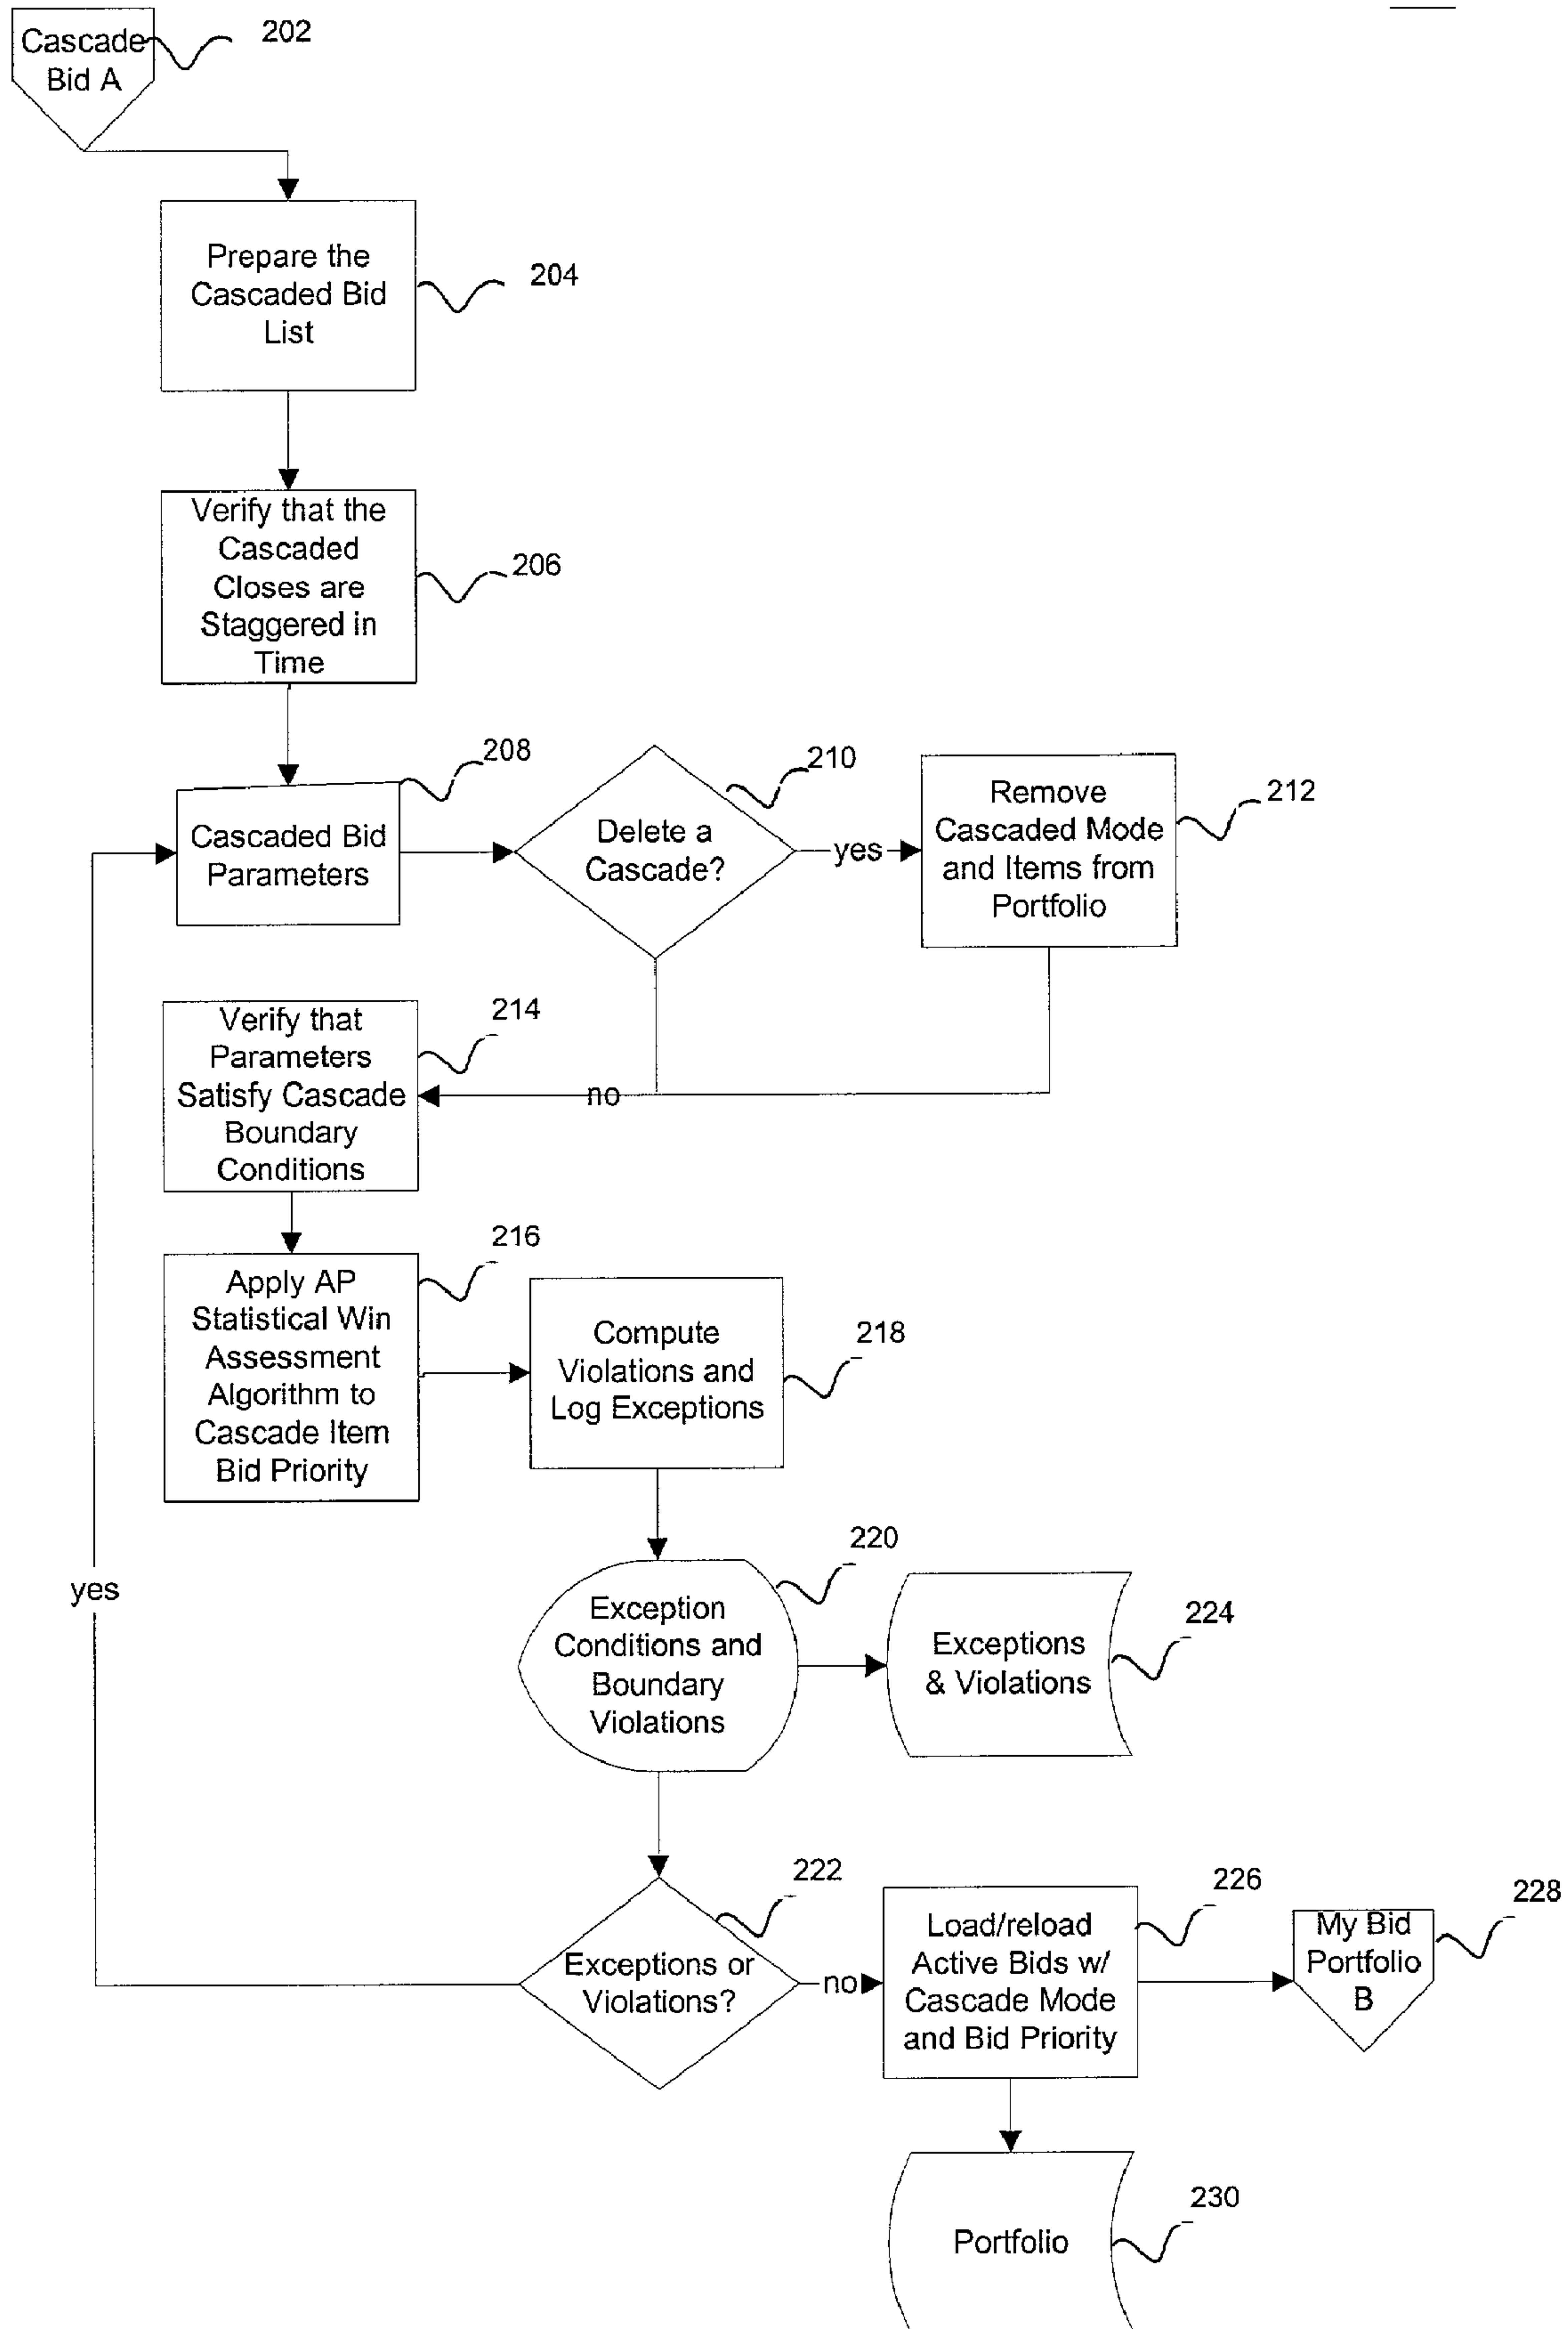 Cascade
Bid A
202
Prepare the
Cascaded Bid
List
204
Verify that the
Cascaded
Closes are
Staggered in
Time
206
Cascaded Bid
Parameters
208
Delete a
Cascade?
210
yes
Remove
Cascaded Mode
and Items from
Portfolio
212
no
Verify that
Parameters
Satisfy Cascade
Boundary
Conditions
214
Apply AP
Statistical Win
Assessment
Algorithm to
Cascade Item
Bid Priority
216
Compute
Violations and
Log Exceptions
218
yes
Exception
Conditions and
Boundary
Violations
220
Exceptions
& Violations
224
Exceptions or
Violations?
222
no
Load/reload
Active Bids w/
Cascade Mode
and Bid Priority
226
My Bid
Portfolio
B
228
Portfolio
230